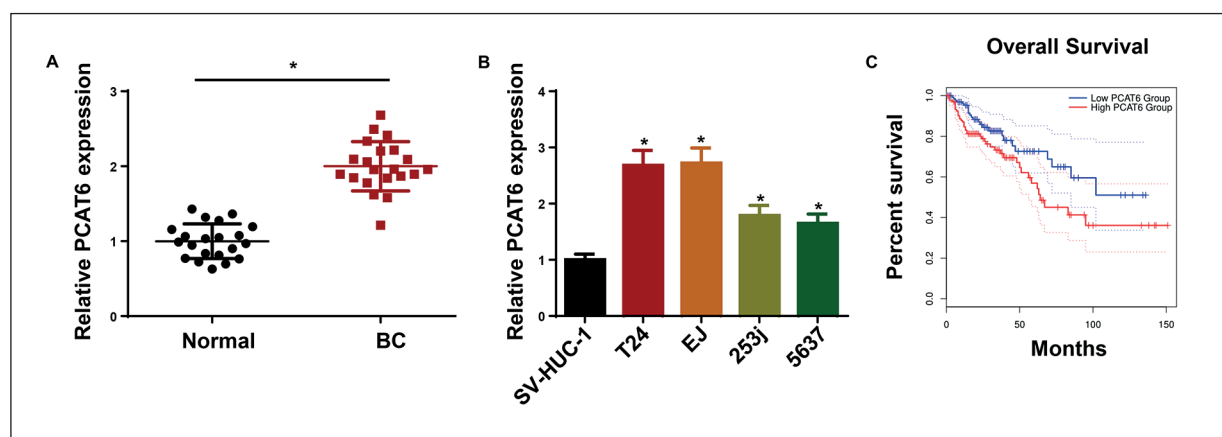 A
Relative PCAT6 expression
3
2
1
0
*
Normal
BC
B
Relative PCAT6 expression
4
3
2
1
0
*
*
*
*
SV-HUC-1
T24
EJ
253j
5637
C
Overall Survival
Percent survival
1.0
0.8
0.6
0.4
0.2
0.0
Low PCAT6 Group
High PCAT6 Group
0
50
100
150
Months